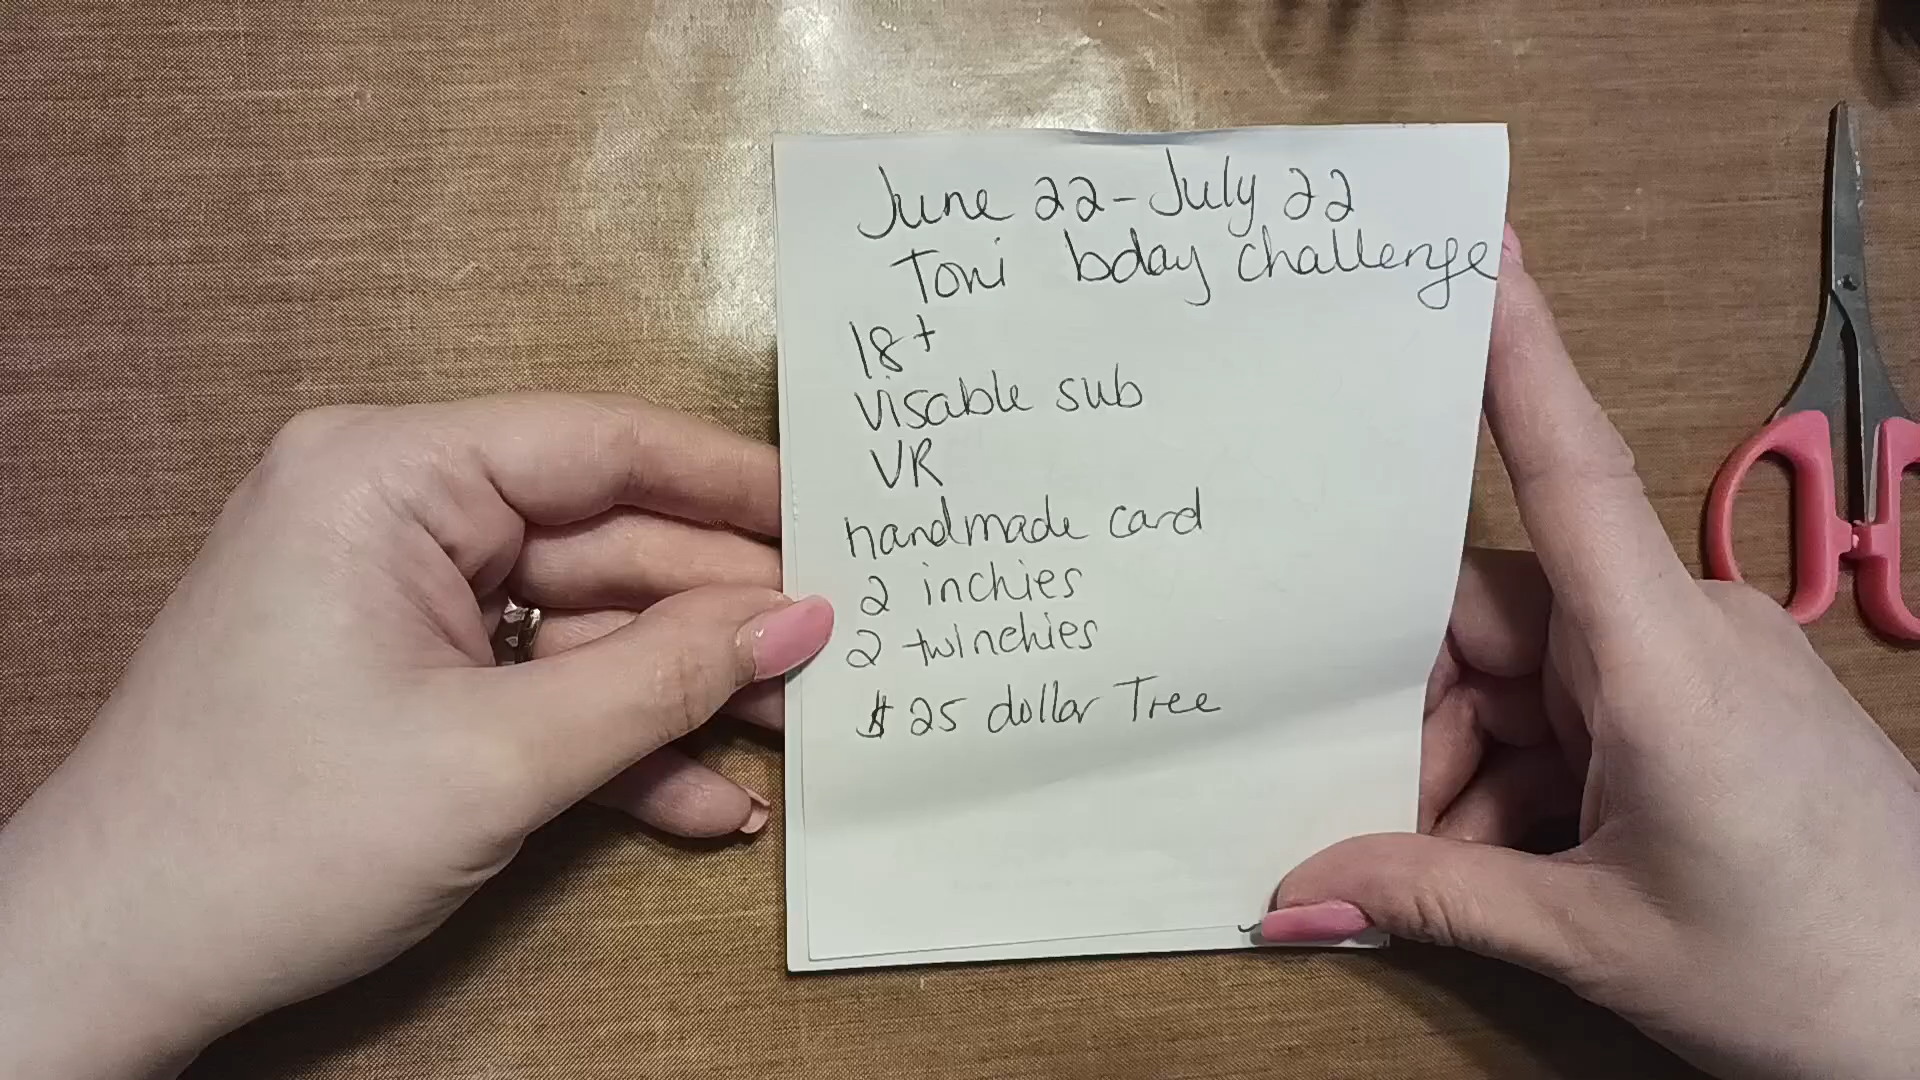 June 22-July 22
Toni bday challenge
18+
visable sub
VR
handmade card
2 inchies
2 twinchies
$25 dollar Tree